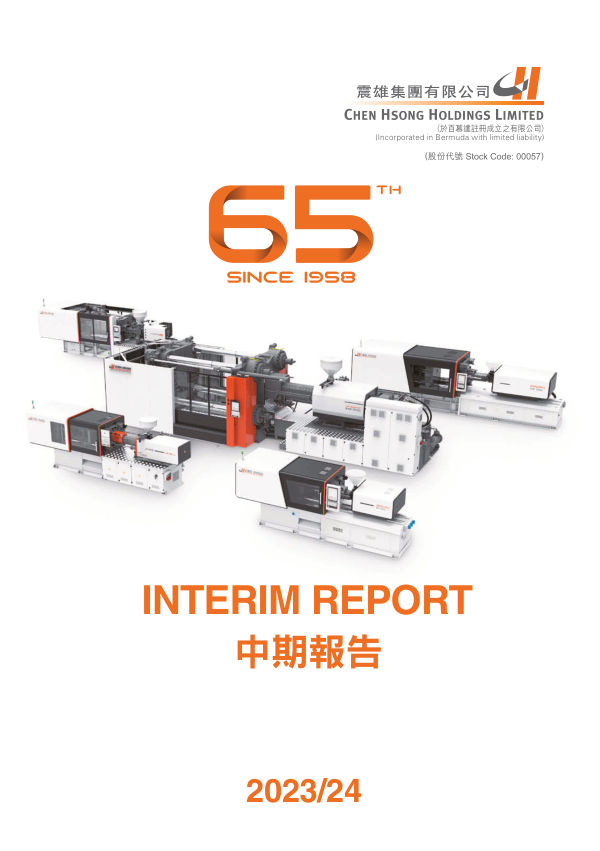 震雄集團有限公司
CHEN HSONG HOLDINGS LIMITED
(於百慕達註冊成立之有限公司)
(Incorporated in Bermuda with limited liability)
(股份代號 Stock Code: 00057)
65TH
SINCE 1958
INTERIM REPORT
中期報告
2023/24